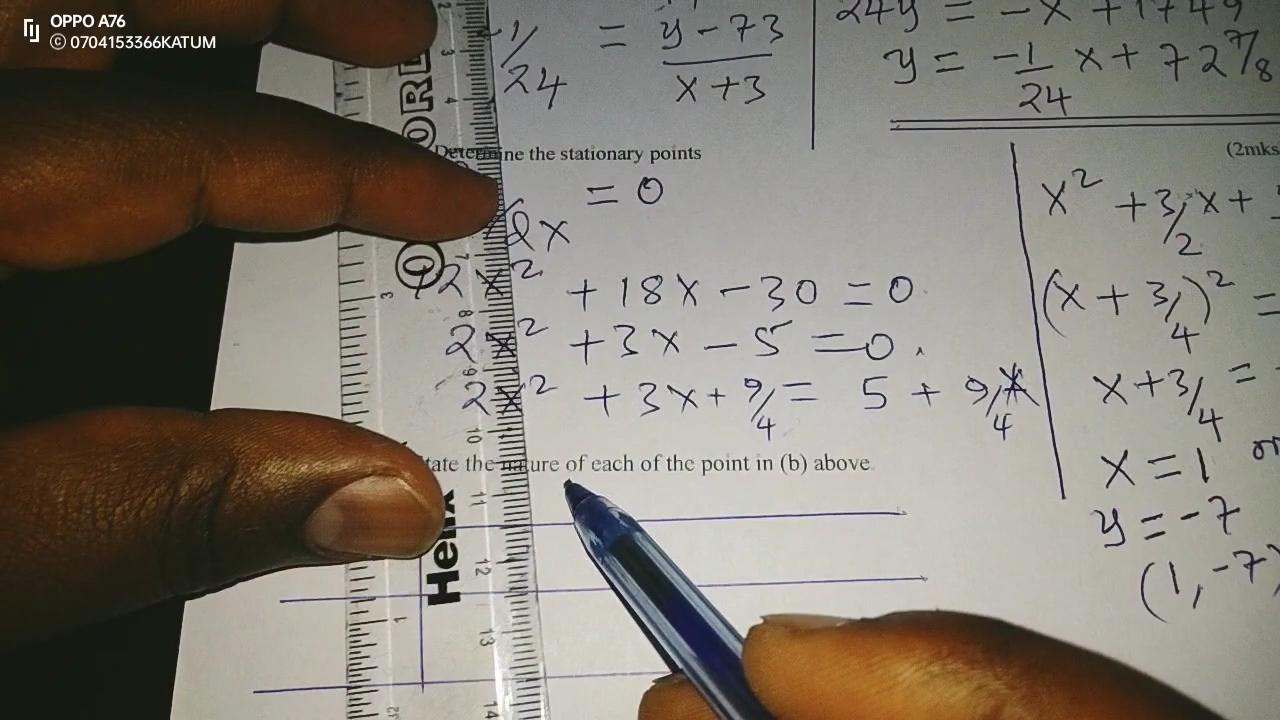 OPPO A76
© 0704153366KATUM
24 = y - 73
x + 3
24y = -x + 1749
y = -1/24 x + 72 7/8
Determine the stationary points
(2mks
dx = 0
2x² + 18x - 30 = 0
2x² + 3x - 5 = 0.
2x² + 3x + 9/4 = 5 + 9/4
x² + 3/2 x +
(x + 3/4)² =
x + 3/4 =
x = 1 or
y = -7
(1, -7)
tate the nature of each of the point in (b) above
Helix